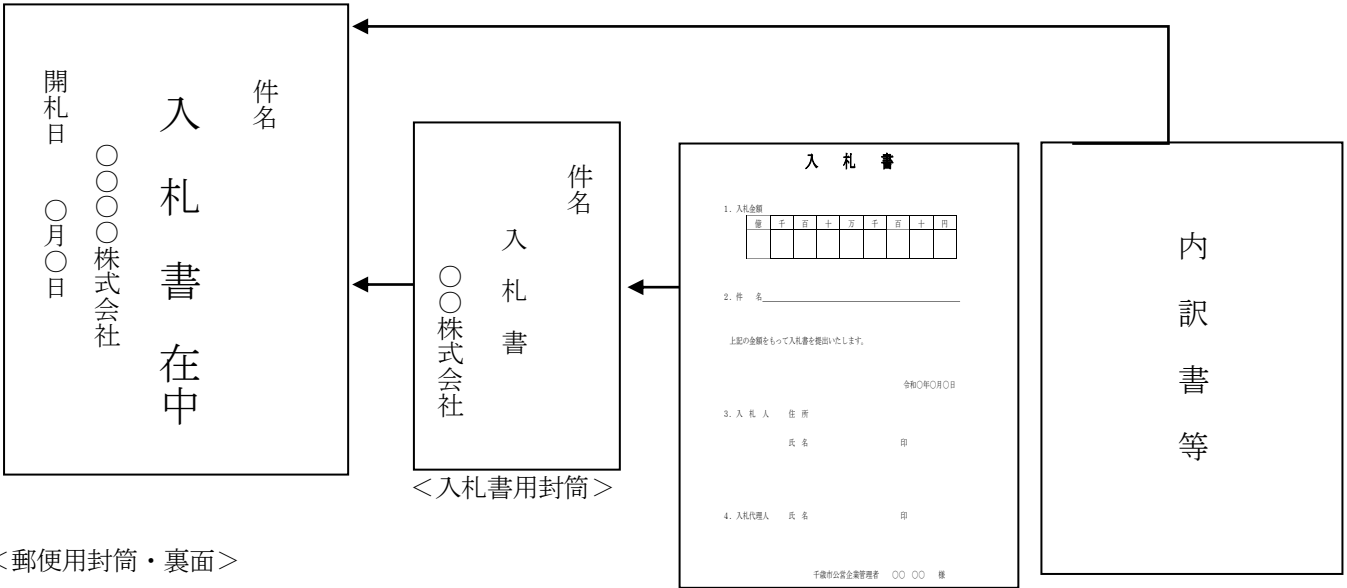 件名
入札書在中
〇〇〇〇株式会社
開札日　〇月〇日
件名
入札書
〇〇株式会社
＜入札書用封筒＞
入　札　書
1．入札金額
億 千 百 十 万 千 百 十 円
2．件　名
上記の金額をもって入札書を提出いたします。
令和〇年〇月〇日
3．入 札 人　住 所
氏 名　印
4．入札代理人　氏 名　印
千歳市公営企業管理者　〇〇 〇〇　様
内訳書等
＜郵便用封筒・裏面＞